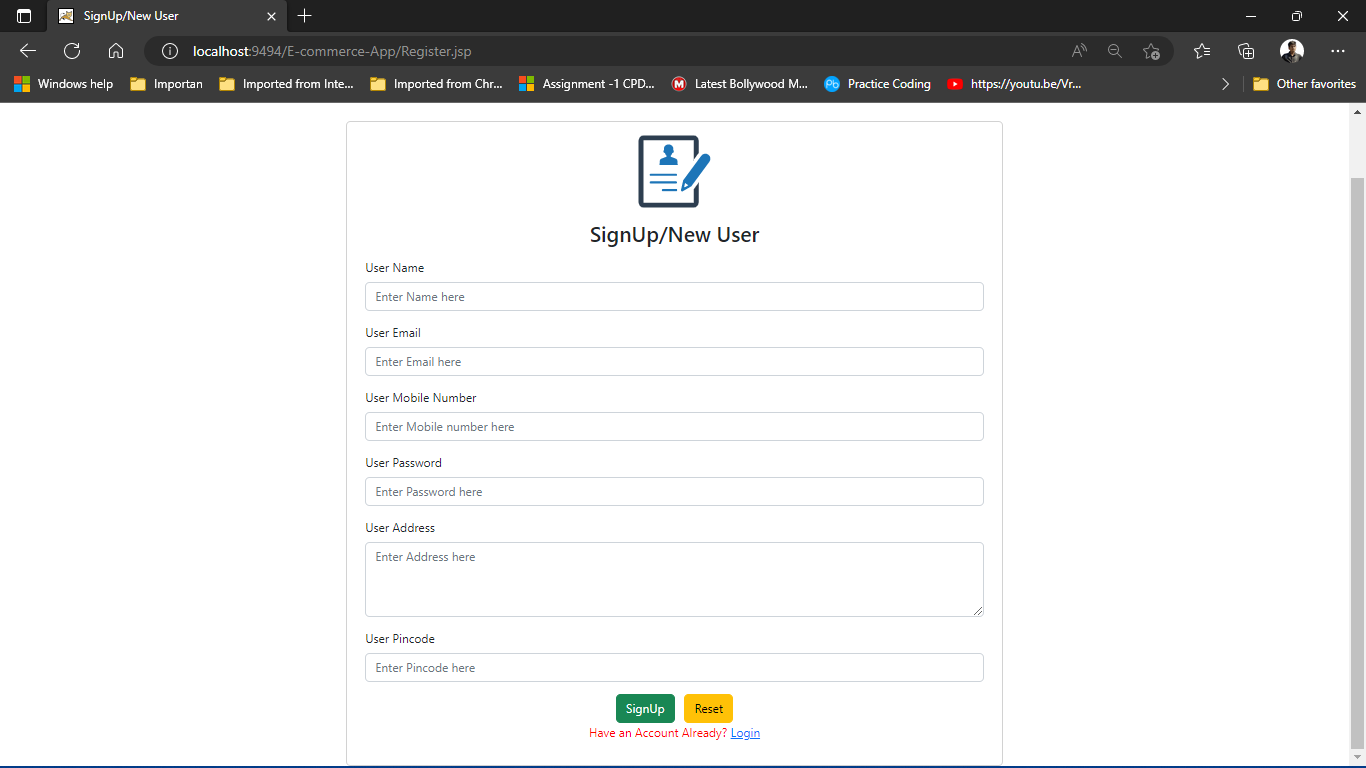 SignUp/New User
localhost:9494/E-commerce-App/Register.jsp
Windows help Importan Imported from Inte... Imported from Chr... Assignment -1 CPD... Latest Bollywood M... Practice Coding https://youtu.be/Vr... Other favorites
SignUp/New User
User Name
Enter Name here
User Email
Enter Email here
User Mobile Number
Enter Mobile number here
User Password
Enter Password here
User Address
Enter Address here
User Pincode
Enter Pincode here
SignUp Reset
Have an Account Already? Login